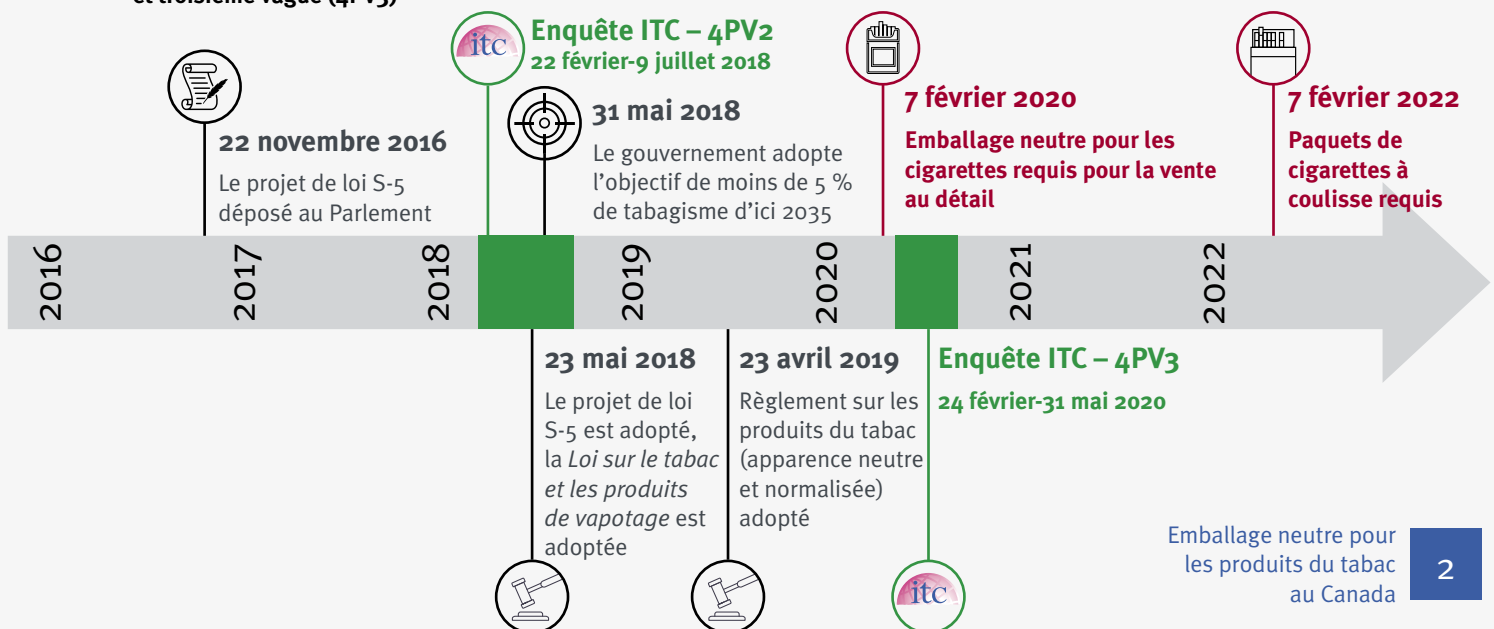 et troisième vague (4PV3)
itc
Enquête ITC – 4PV2
22 février-9 juillet 2018
22 novembre 2016
Le projet de loi S-5
déposé au Parlement
31 mai 2018
Le gouvernement adopte
l’objectif de moins de 5 %
de tabagisme d'ici 2035
7 février 2020
Emballage neutre pour les
cigarettes requis pour la vente
au détail
7 février 2022
Paquets de
cigarettes à
coulisse requis
2016
2017
2018
2019
2020
2021
2022
23 mai 2018
Le projet de loi
S-5 est adopté,
la Loi sur le tabac
et les produits
de vapotage est
adoptée
23 avril 2019
Règlement sur les
produits du tabac
(apparence neutre
et normalisée)
adopté
Enquête ITC – 4PV3
24 février-31 mai 2020
itc
Emballage neutre pour
les produits du tabac
au Canada
2